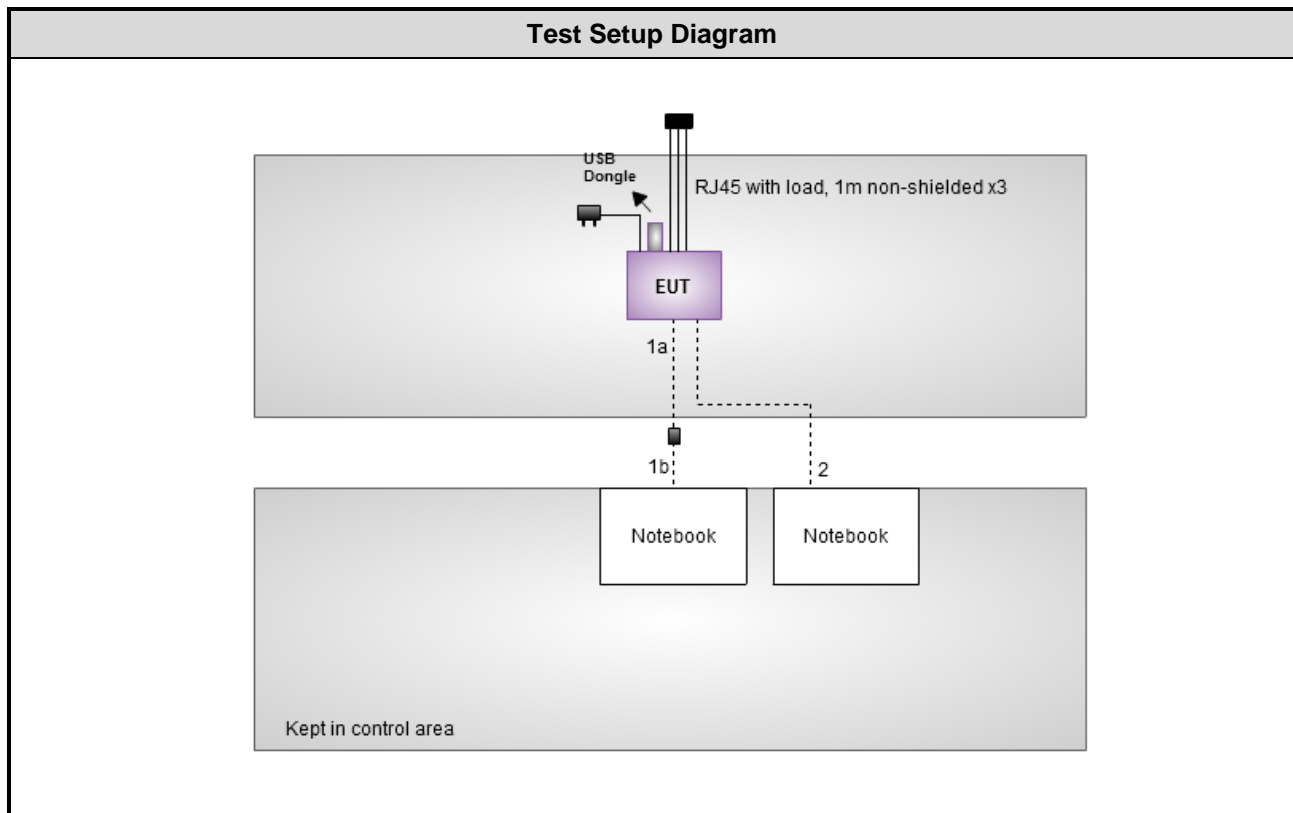 Test Setup Diagram
USB
Dongle
RJ45 with load, 1m non-shielded x3
EUT
1a
1b
2
Notebook
Notebook
Kept in control area